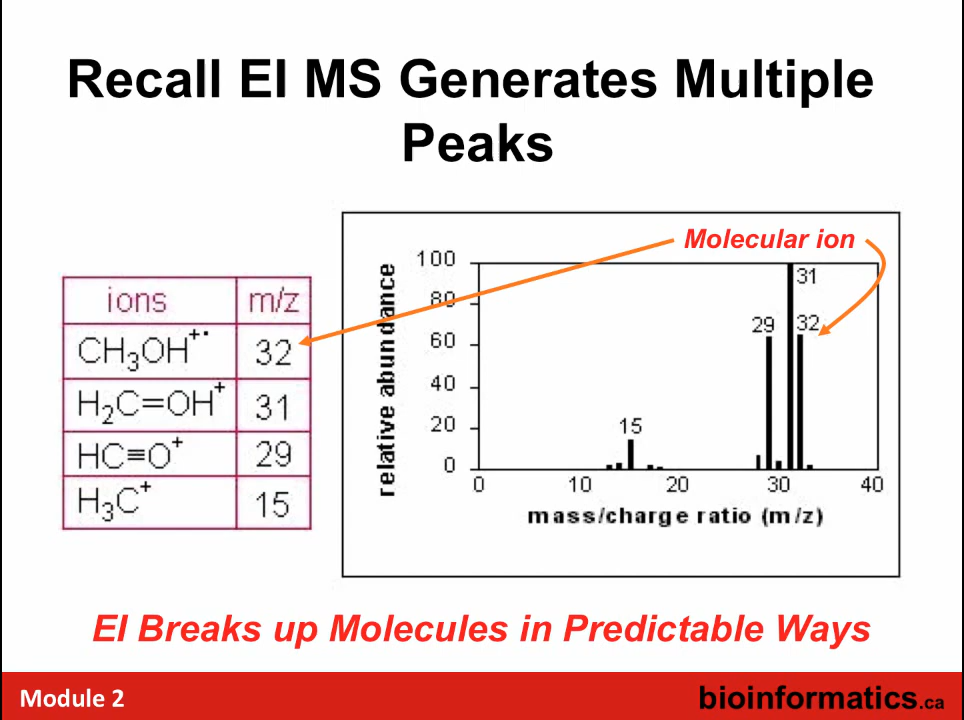 Recall EI MS Generates Multiple
Peaks
ions m/z
CH₃OH⁺· 32
H₂C=OH⁺ 31
HC≡O⁺ 29
H₃C⁺ 15
Molecular ion
relative abundance
100
80
60
40
20
0
15
29
31
32
0 10 20 30 40
mass/charge ratio (m/z)
EI Breaks up Molecules in Predictable Ways
Module 2
bioinformatics.ca